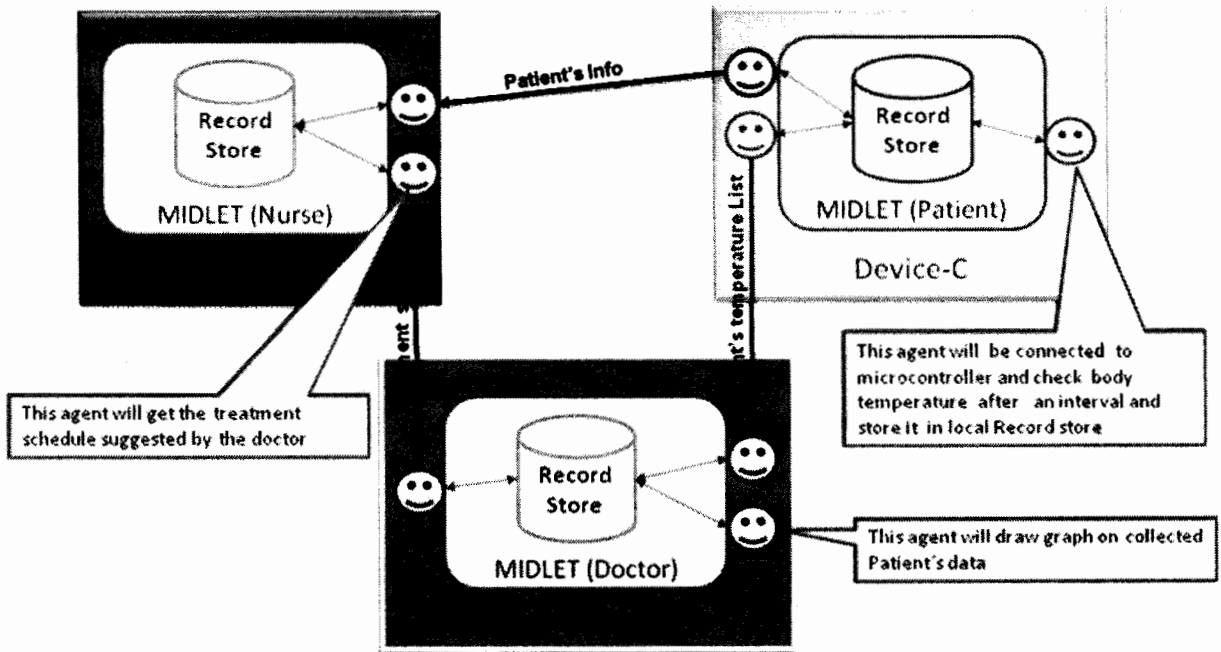 Patient's Info
Record
Store
MIDLET (Nurse)
Record
Store
MIDLET (Patient)
Device-C
temperature List
This agent will get the treatment
schedule suggested by the doctor
This agent will be connected to
microcontroller and check body
temperature after an interval and
store it in local Record store
Record
Store
MIDLET (Doctor)
This agent will draw graph on collected
Patient's data